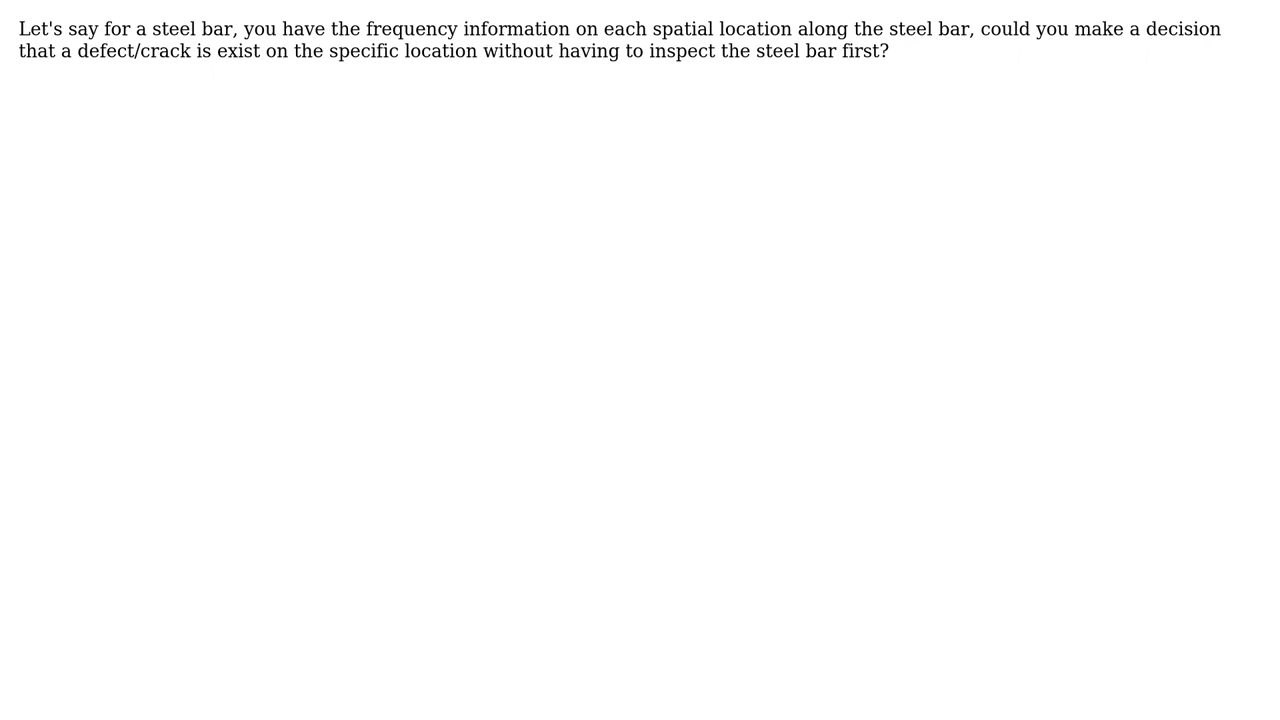 Let's say for a steel bar, you have the frequency information on each spatial location along the steel bar, could you make a decision
that a defect/crack is exist on the specific location without having to inspect the steel bar first?